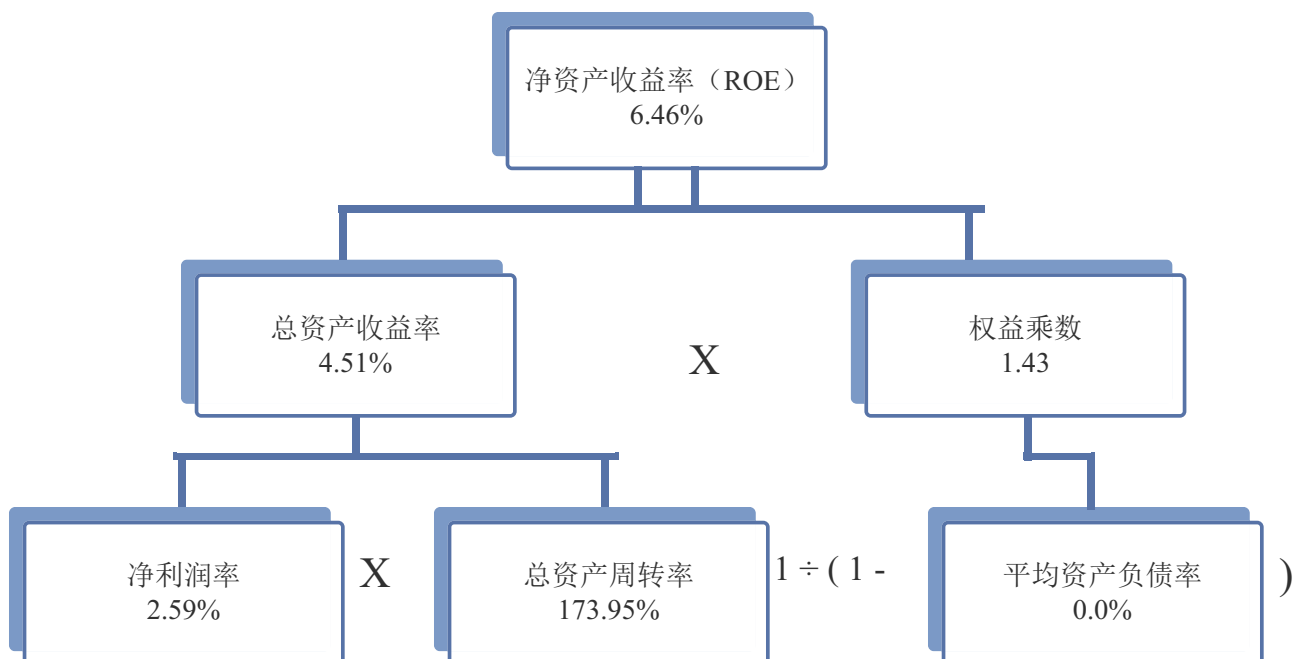 净资产收益率（ROE）
6.46%
总资产收益率
4.51%
X
权益乘数
1.43
净利润率
2.59%
X
总资产周转率
173.95%
1 ÷ ( 1 -
平均资产负债率
0.0%
)